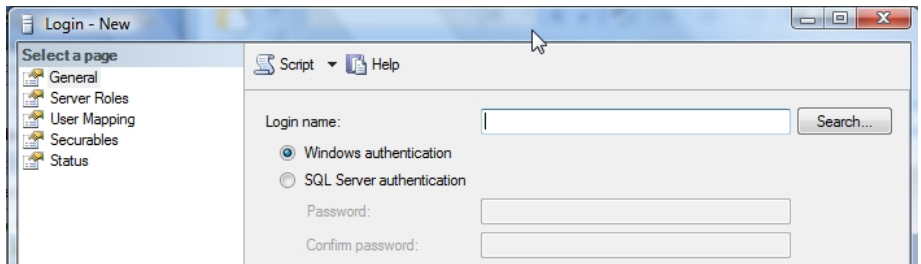 Login - New
Select a page
General
Server Roles
User Mapping
Securables
Status
Script
Help
Login name:
Search...
Windows authentication
SQL Server authentication
Password:
Confirm password: